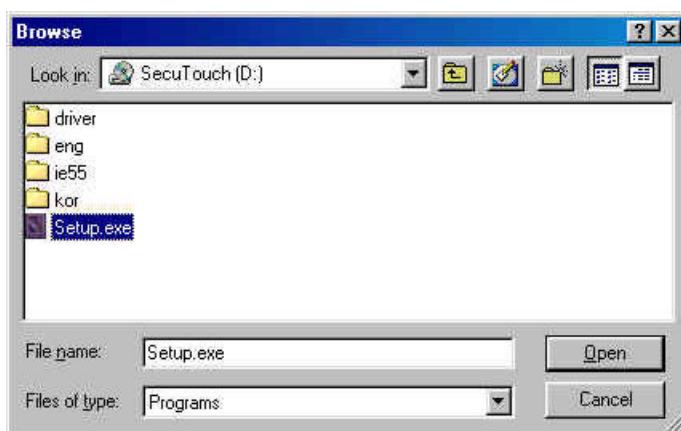 Browse
Look in: SecuTouch (D:)
driver
eng
ie55
kor
Setup.exe
File name: Setup.exe Open
Files of type: Programs Cancel